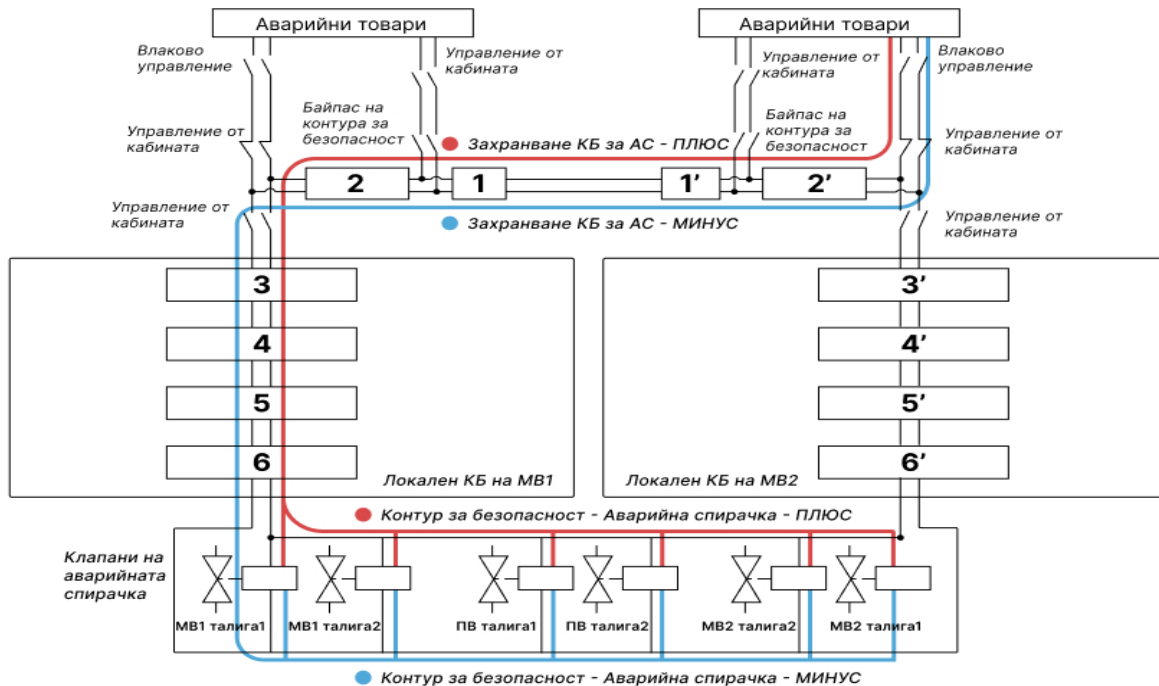 Аварийни товари
Аварийни товари
Влаково
управление
Управление от
кабината
Управление от
кабината
Влаково
управление
Байпас на
контура за
безопасност
Байпас на
контура за
безопасност
Управление от
кабината
Захранване КБ за АС - ПЛЮС
Управление от
кабината
2
1
1'
2'
Управление от
кабината
Захранване КБ за АС - МИНУС
Управление от
кабината
3
3'
4
4'
5
5'
6
6'
Локален КБ на МВ1
Локален КБ на МВ2
Контур за безопасност - Аварийна спирачка - ПЛЮС
Клапани на
аварийната
спирачка
МВ1 талига1
МВ1 талига2
ПВ талига1
ПВ талига2
МВ2 талига2
МВ2 талига1
Контур за безопасност - Аварийна спирачка - МИНУС